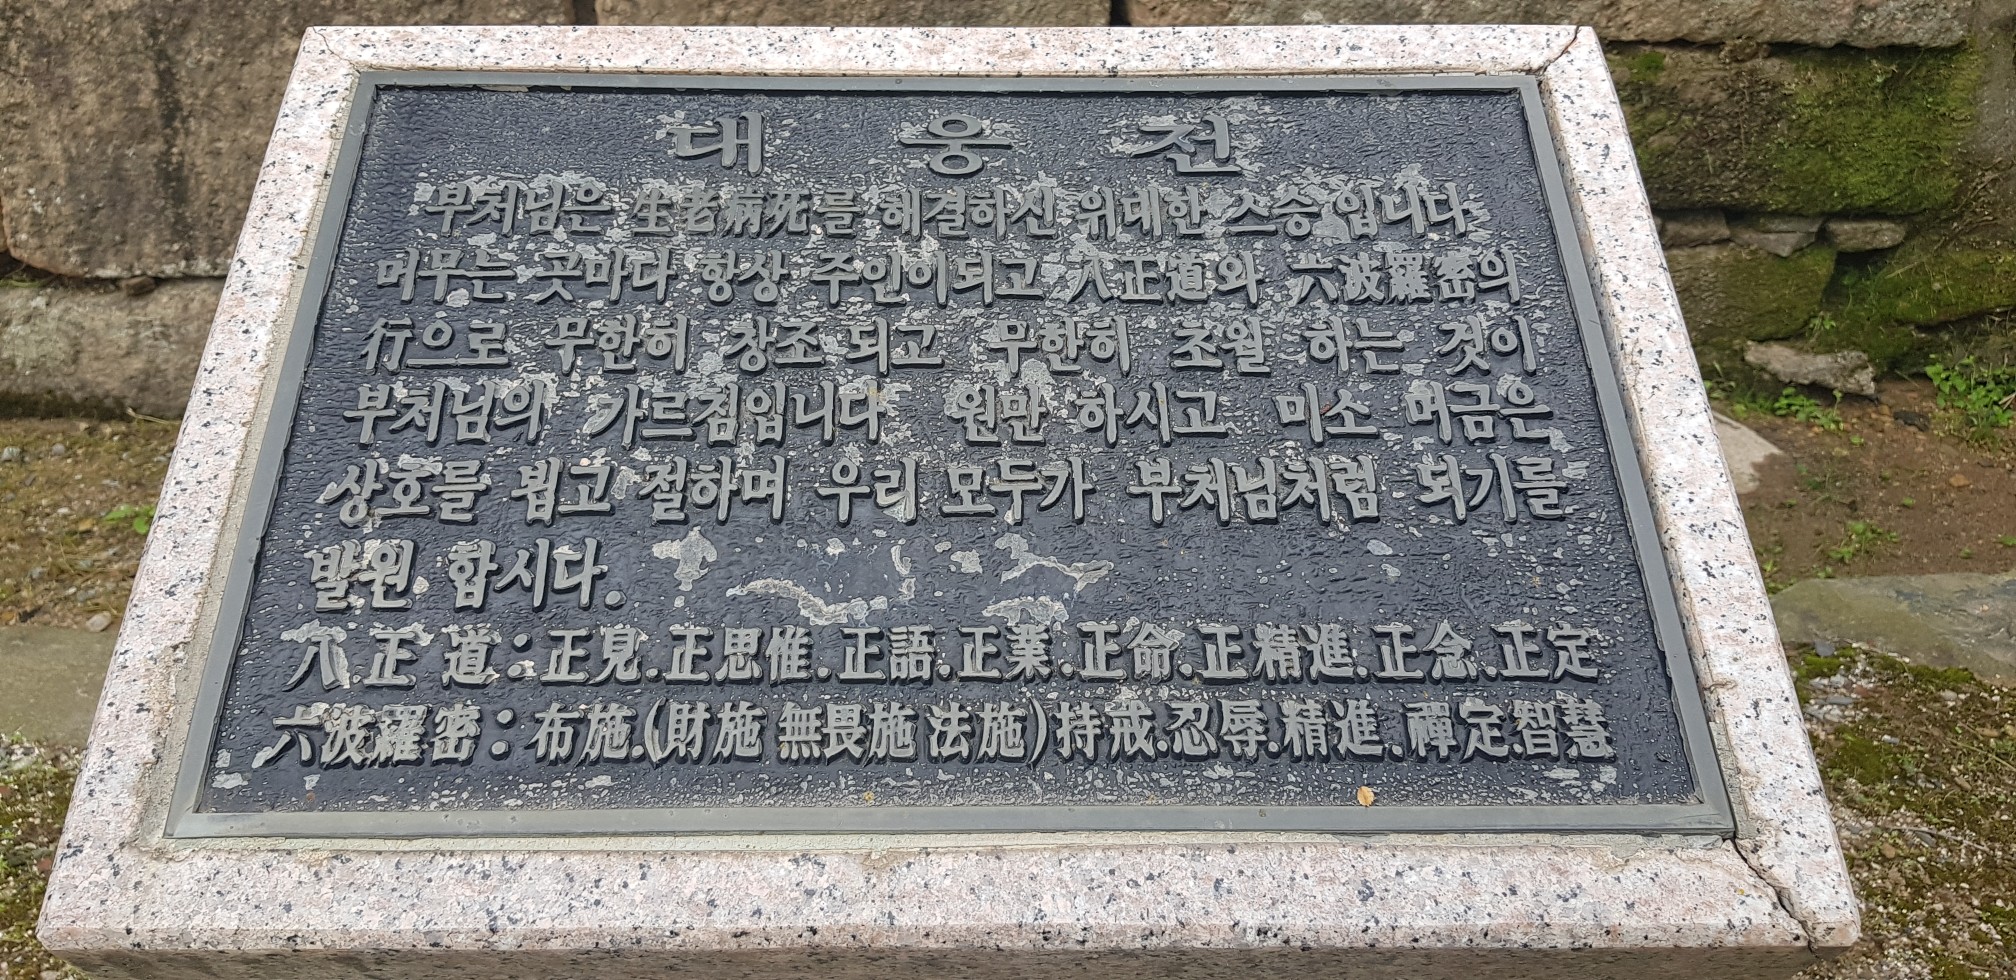 대 웅 전
부처님은 生老病死를 해결하신 위대한 스승입니다
머무는 곳마다 항상 주인이되고 八正道와 六波羅密의
行으로 무한히 창조 되고 무한히 초월 하는 것이
부처님의 가르침입니다 원만 하시고 미소 머금은
상호를 뵙고 절하며 우리 모두가 부처님처럼 되기를
발원 합시다.
八 正 道 : 正見. 正思惟. 正語. 正業. 正命. 正精進. 正念. 正定
六波羅密 : 布施. (財施 無畏施 法施) 持戒. 忍辱. 精進. 禪定. 智慧